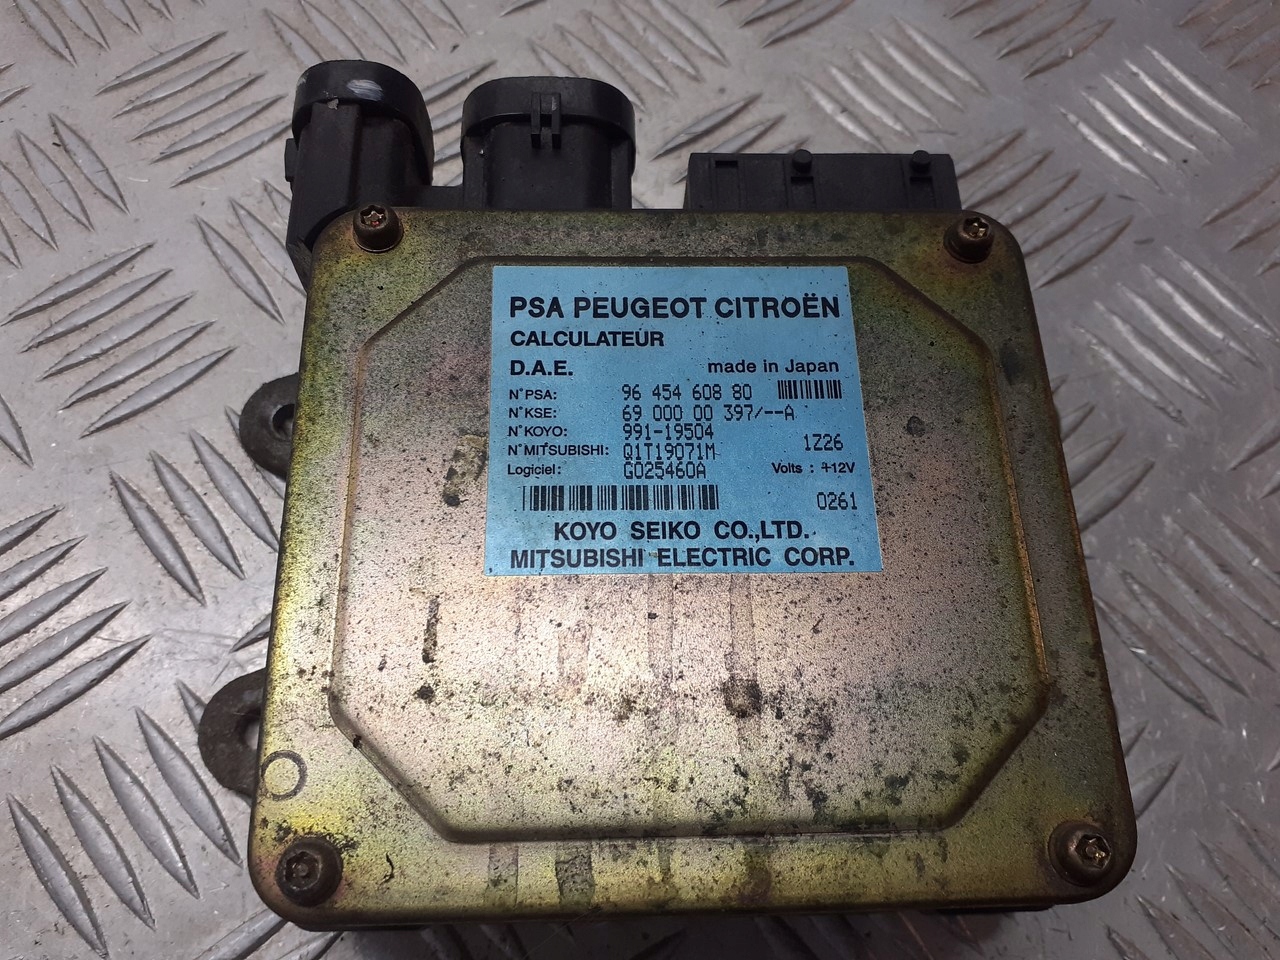 PSA PEUGEOT CITROËN
CALCULATEUR
D.A.E. made in Japan
N°PSA: 96 454 608 80
N°KSE: 69 000 00 397/--A
N°KOYO: 991-19504
N°MITSUBISHI: Q1T19071M 1Z26
Logiciel: G025460A Volts : +12V
0261
KOYO SEIKO CO.,LTD.
MITSUBISHI ELECTRIC CORP.